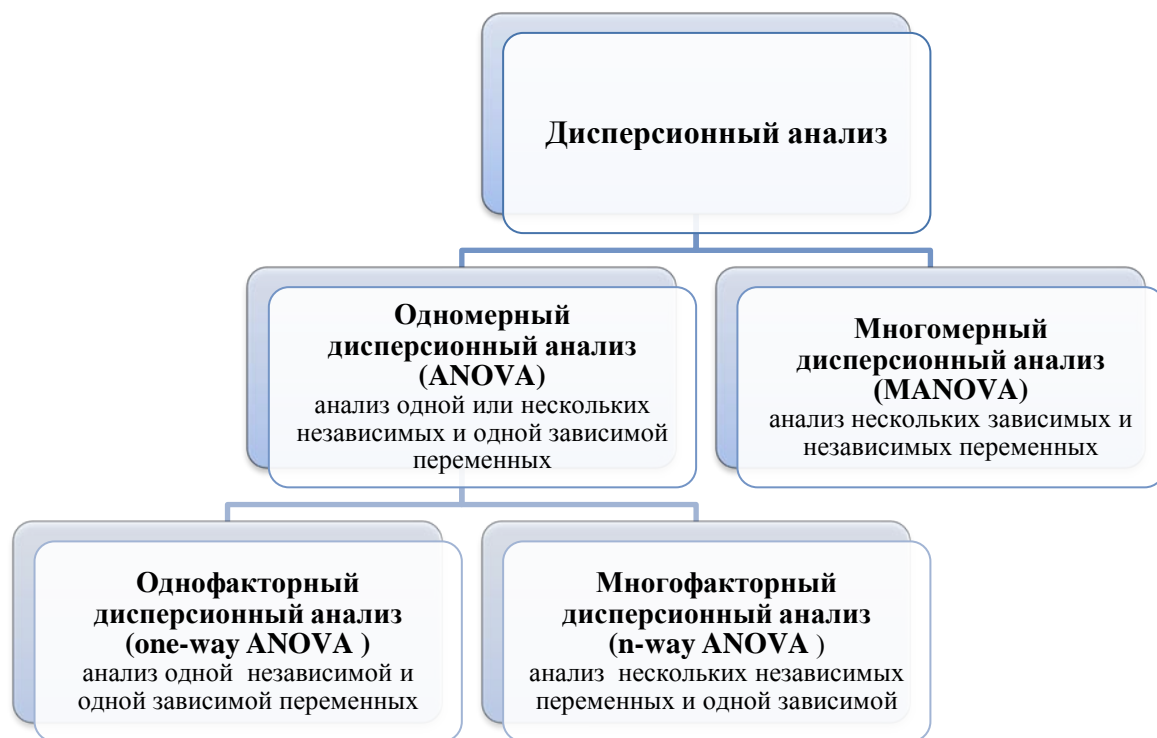 Дисперсионный анализ
Одномерный
дисперсионный анализ
(ANOVA)
анализ одной или нескольких
независимых и одной зависимой
переменных
Многомерный
дисперсионный анализ
(MANOVA)
анализ нескольких зависимых и
независимых переменных
Однофакторный
дисперсионный анализ
(one-way ANOVA )
анализ одной  независимой и
одной зависимой переменных
Многофакторный
дисперсионный анализ
(n-way ANOVA )
анализ  нескольких независимых
переменных и одной зависимой